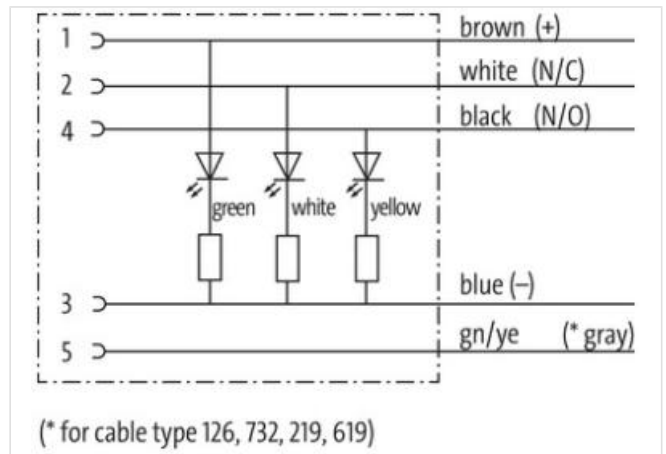 1 brown (+)
2 white (N/C)
4 black (N/O)
green white yellow
3 blue (–)
5 gn/ye (* gray)
(* for cable type 126, 732, 219, 619)